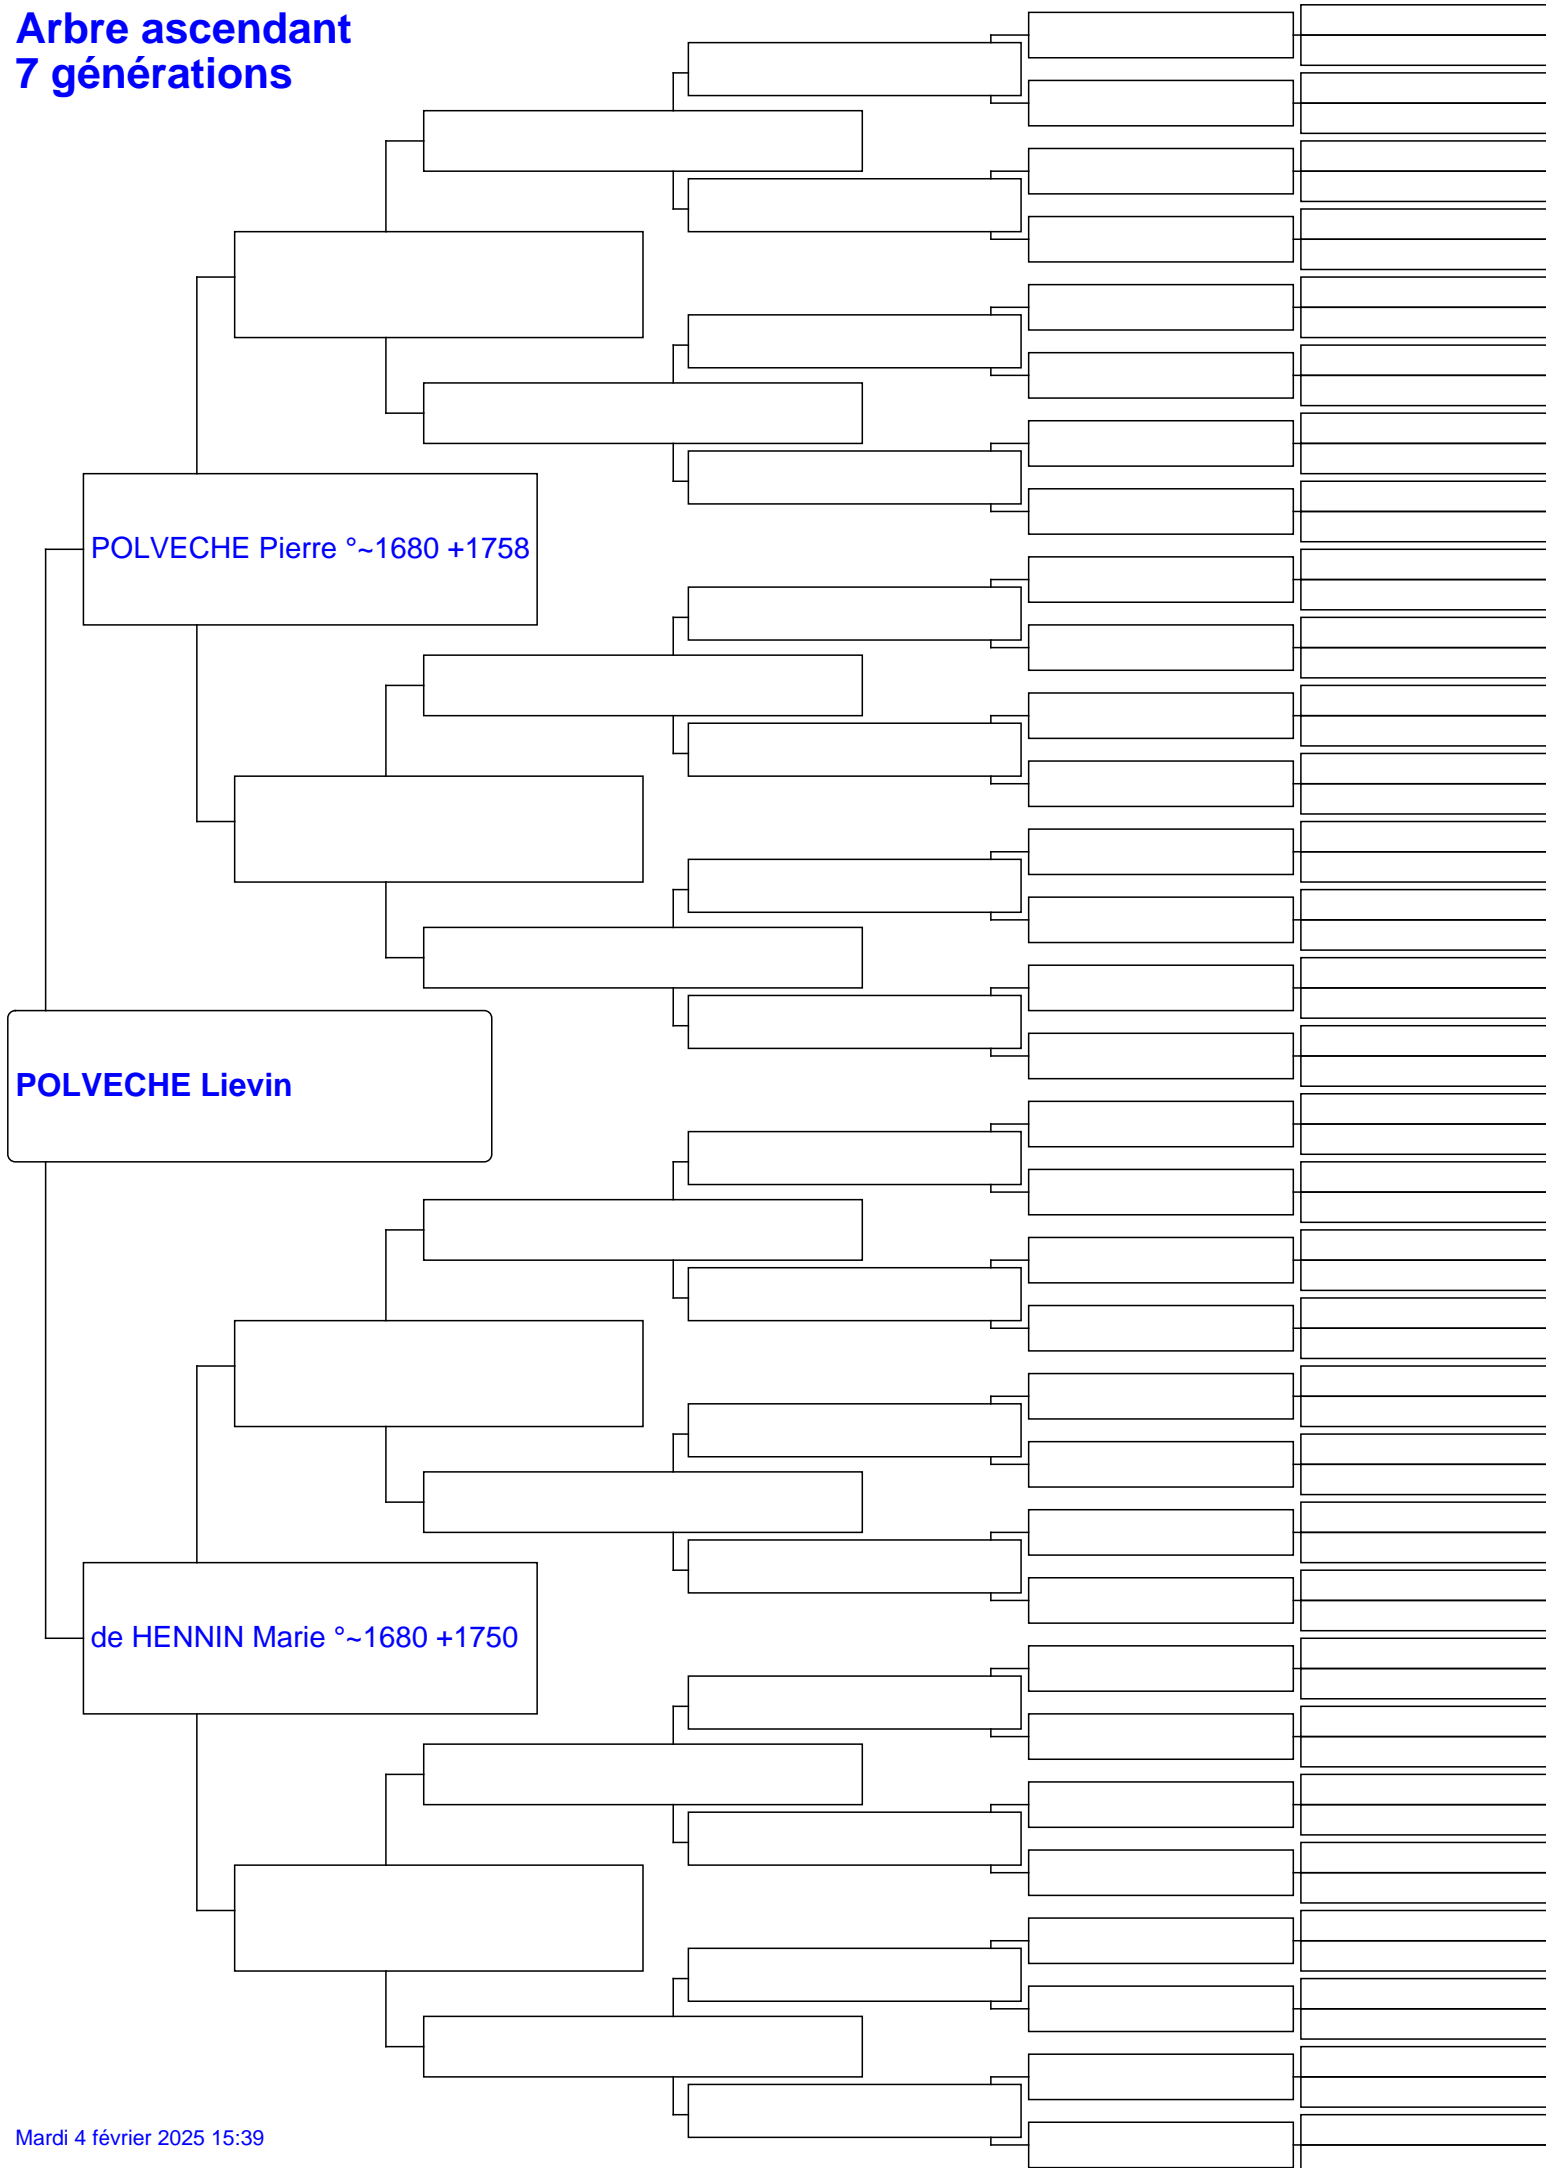 Arbre ascendant
7 générations
POLVECHE Pierre °~1680 +1758
POLVECHE Lievin
de HENNIN Marie °~1680 +1750
Mardi 4 février 2025 15:39